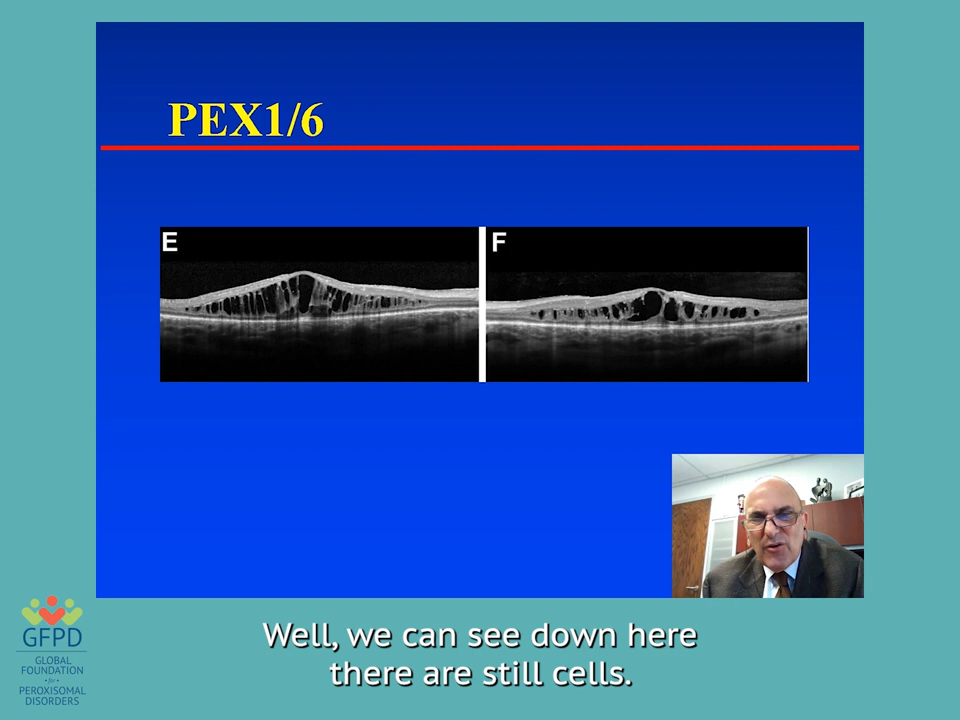 PEX1/6
E
F
Well, we can see down here
there are still cells.
GFPD
GLOBAL
FOUNDATION
• for •
PEROXISOMAL
DISORDERS